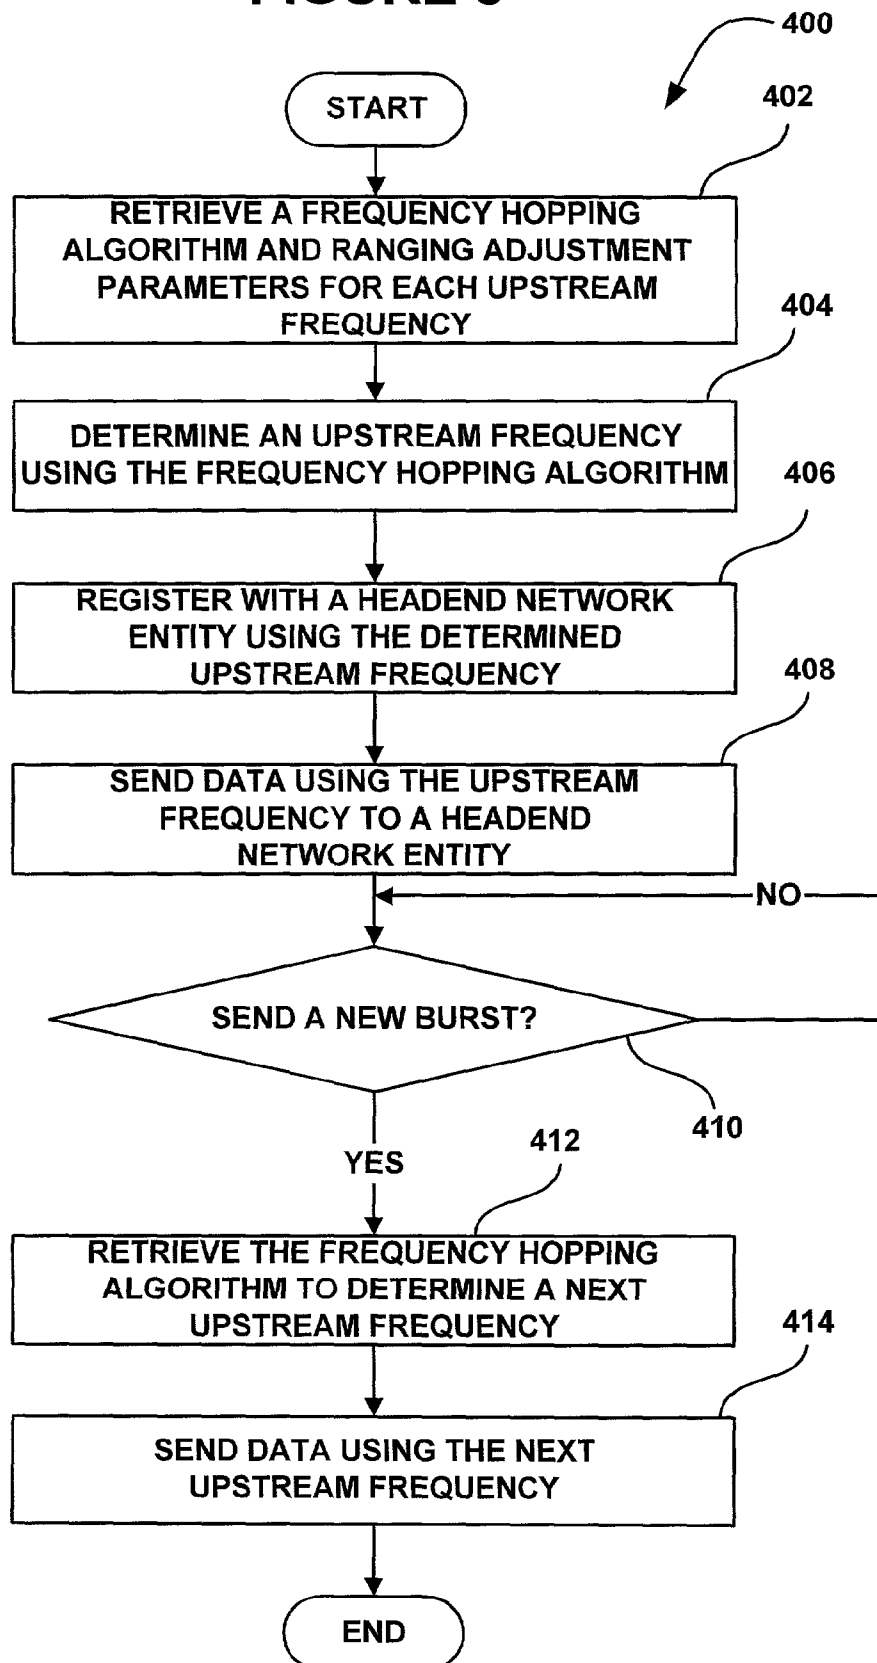 400
START
402
RETRIEVE A FREQUENCY HOPPING
ALGORITHM AND RANGING ADJUSTMENT
PARAMETERS FOR EACH UPSTREAM
FREQUENCY
404
DETERMINE AN UPSTREAM FREQUENCY
USING THE FREQUENCY HOPPING ALGORITHM
406
REGISTER WITH A HEADEND NETWORK
ENTITY USING THE DETERMINED
UPSTREAM FREQUENCY
408
SEND DATA USING THE UPSTREAM
FREQUENCY TO A HEADEND
NETWORK ENTITY
NO
SEND A NEW BURST?
410
YES
412
RETRIEVE THE FREQUENCY HOPPING
ALGORITHM TO DETERMINE A NEXT
UPSTREAM FREQUENCY
414
SEND DATA USING THE NEXT
UPSTREAM FREQUENCY
END